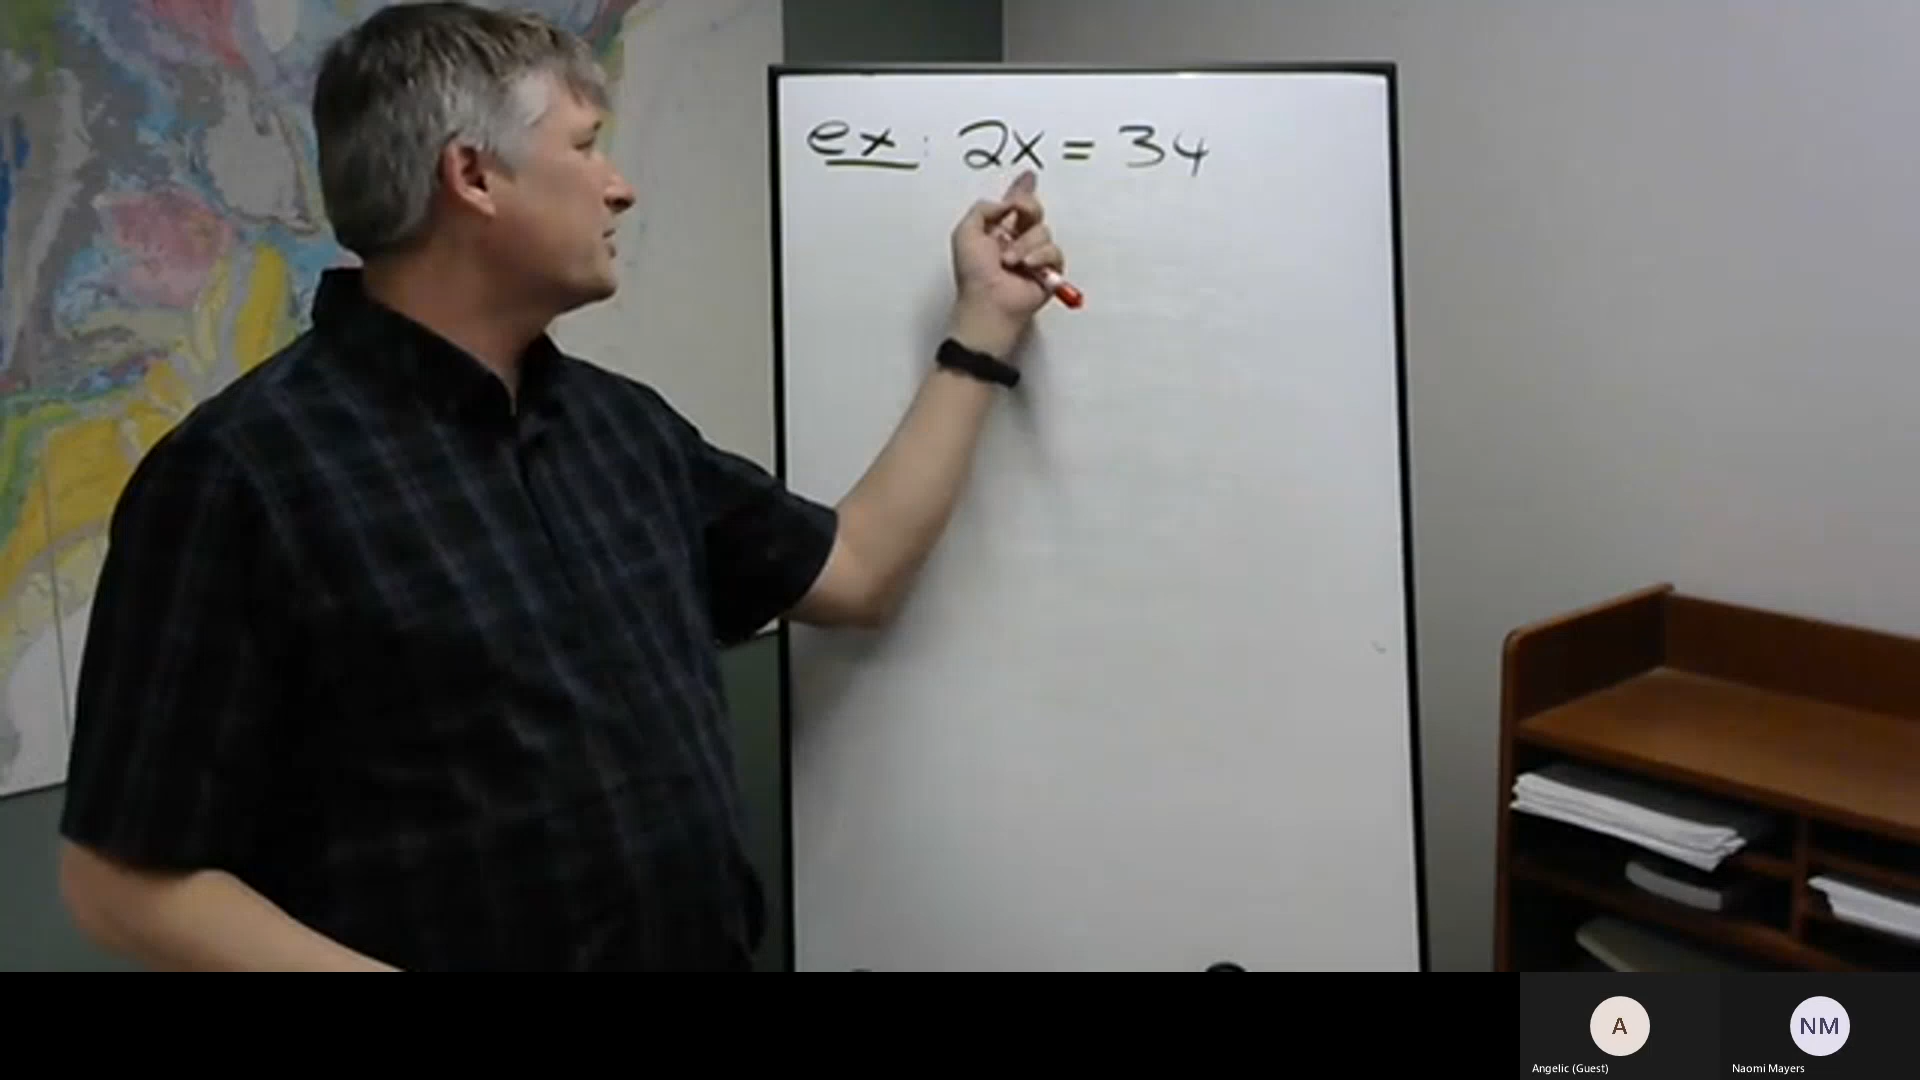 ex: 2x = 34
A
NM
Angelic (Guest)
Naomi Mayers